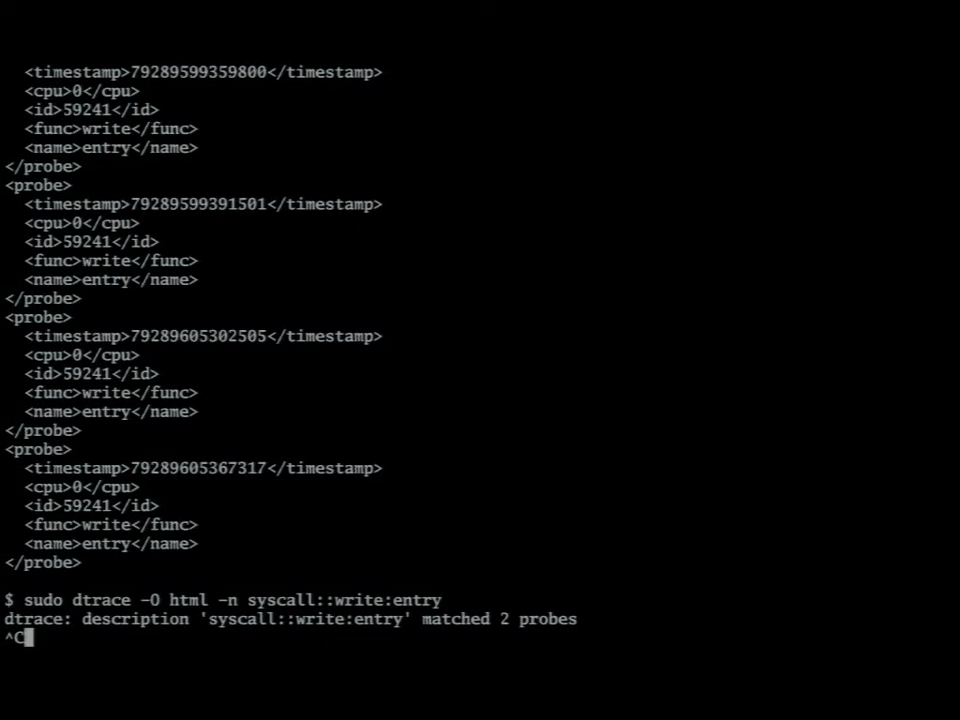 <timestamp>79289599359800</timestamp>
<cpu>0</cpu>
<id>59241</id>
<func>write</func>
<name>entry</name>
</probe>
<probe>
<timestamp>79289599391501</timestamp>
<cpu>0</cpu>
<id>59241</id>
<func>write</func>
<name>entry</name>
</probe>
<probe>
<timestamp>79289605302505</timestamp>
<cpu>0</cpu>
<id>59241</id>
<func>write</func>
<name>entry</name>
</probe>
<probe>
<timestamp>79289605367317</timestamp>
<cpu>0</cpu>
<id>59241</id>
<func>write</func>
<name>entry</name>
</probe>
$ sudo dtrace -O html -n syscall::write:entry
dtrace: description 'syscall::write:entry' matched 2 probes
^C